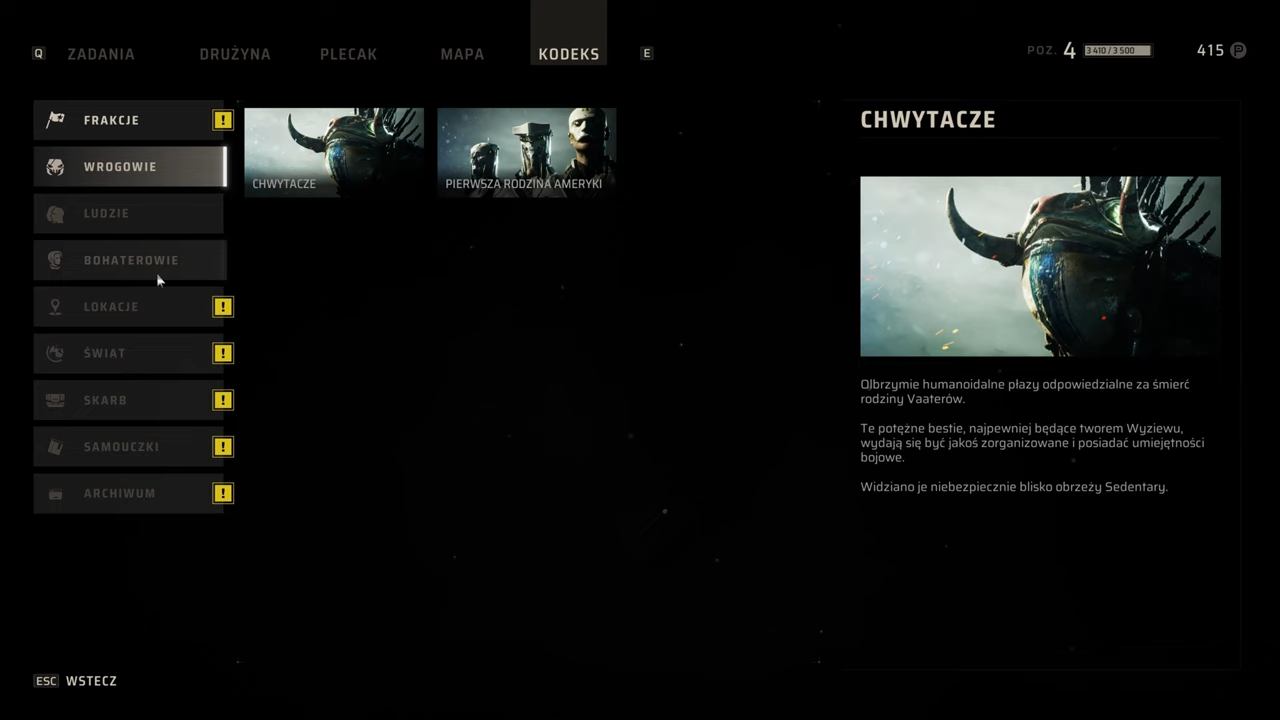 Q ZADANIA DRUŻYNA PLECAK MAPA KODEKS E POZ. 4 3 410 / 3 500 415
FRAKCJE !
WROGOWIE
LUDZIE
BOHATEROWIE
LOKACJE !
ŚWIAT !
SKARB !
SAMOUCZKI !
ARCHIWUM !
CHWYTACZE
PIERWSZA RODZINA AMERYKI
CHWYTACZE
Olbrzymie humanoidalne płazy odpowiedzialne za śmierć
rodziny Vaaterów.
Te potężne bestie, najpewniej będące tworem Wyziewu,
wydają się być jakoś zorganizowane i posiadać umiejętności
bojowe.
Widziano je niebezpiecznie blisko obrzeży Sedentary.
ESC WSTECZ